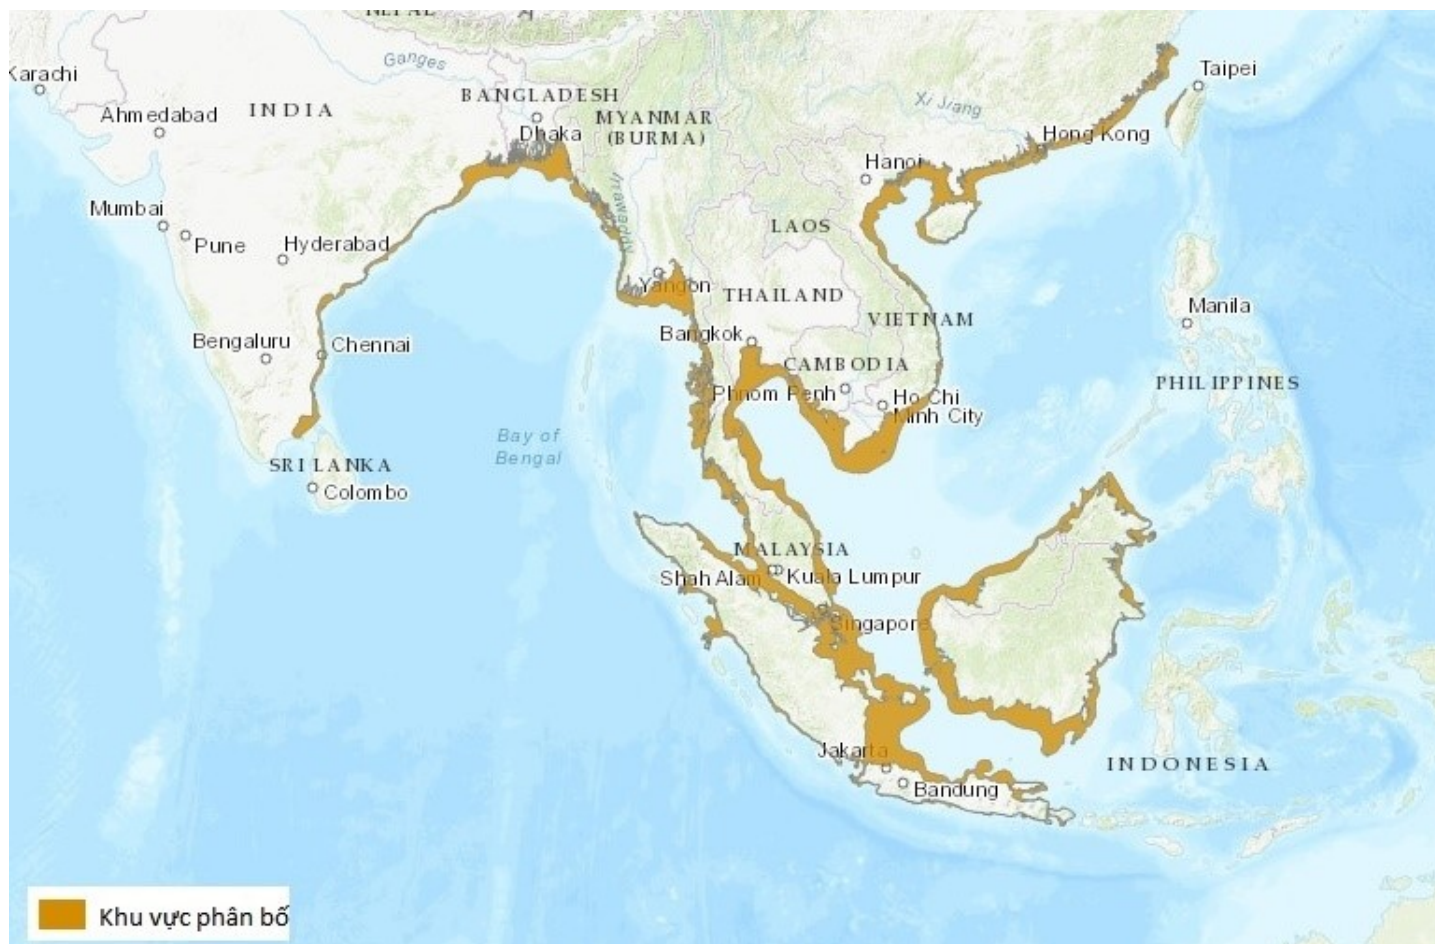 NEPAL
Ganges
Karachi
Taipei
BANGLADESH
INDIA
Ahmedabad
MYANMAR
(BURMA)
Xi Jiang
Dhaka
Hong Kong
Hanoi
Irrawaddy
Mumbai
LAOS
Pune
Hyderabad
Yangon
THAILAND
Manila
VIETNAM
Bangkok
Bengaluru
Chennai
CAMBODIA
PHILIPPINES
Phnom Penh
Ho Chi
Minh City
Bay of
Bengal
SRI LANKA
Colombo
MALAYSIA
Shah Alam
Kuala Lumpur
Singapore
Jakarta
INDONESIA
Bandung
Khu vực phân bố